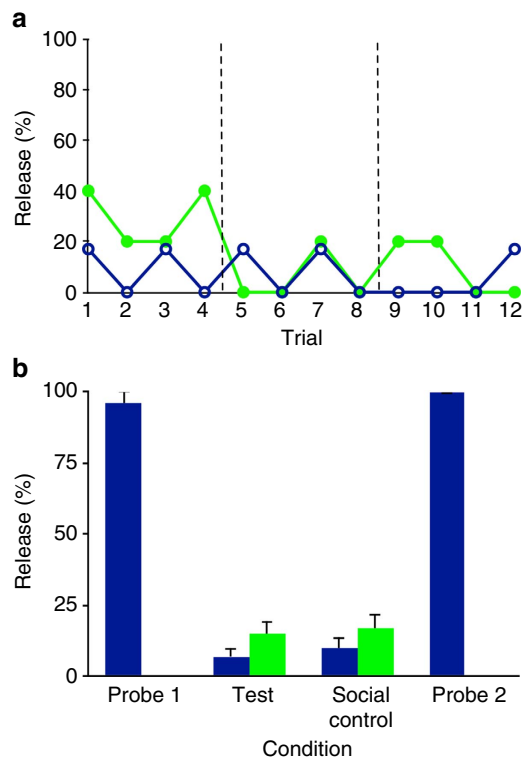 a
100
80
60
40
20
0
Release (%)
1 2 3 4 5 6 7 8 9 10 11 12
Trial
b
100
75
50
25
0
Release (%)
Probe 1 Test Social control Probe 2
Condition